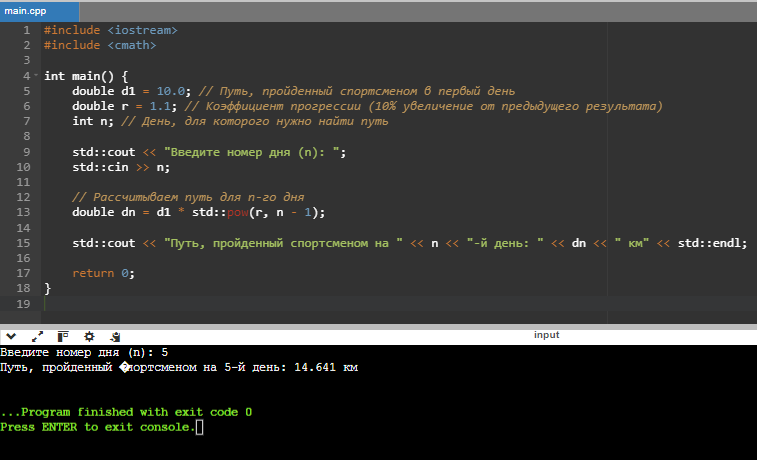 main.cpp
1 #include <iostream>
2 #include <cmath>
3
4 int main() {
5     double d1 = 10.0; // Путь, пройденный спортсменом в первый день
6     double r = 1.1; // Коэффициент прогрессии (10% увеличение от предыдущего результата)
7     int n; // День, для которого нужно найти путь
8
9     std::cout << "Введите номер дня (n): ";
10     std::cin >> n;
11
12     // Рассчитываем путь для n-го дня
13     double dn = d1 * std::pow(r, n - 1);
14
15     std::cout << "Путь, пройденный спортсменом на " << n << "-й день: " << dn << " км" << std::endl;
16
17     return 0;
18 }
19
input
Введите номер дня (n): 5
Путь, пройденный �портсменом на 5-й день: 14.641 км
...Program finished with exit code 0
Press ENTER to exit console.